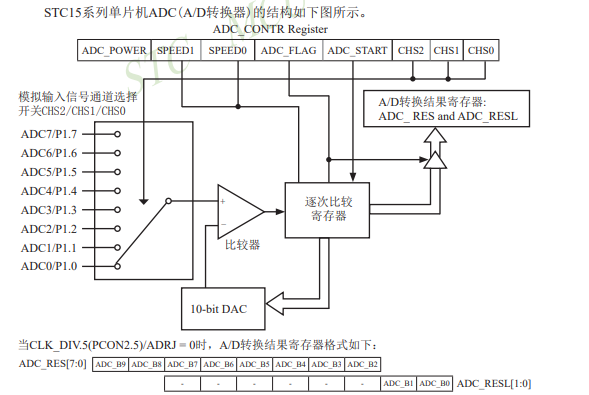 STC15系列单片机ADC(A/D转换器)的结构如下图所示。
ADC_CONTR Register
ADC_POWER SPEED1 SPEED0 ADC_FLAG ADC_START CHS2 CHS1 CHS0
模拟输入信号通道选择
开关CHS2/CHS1/CHS0
A/D转换结果寄存器:
ADC_ RES and ADC_RESL
ADC7/P1.7
ADC6/P1.6
ADC5/P1.5
ADC4/P1.4
ADC3/P1.3
ADC2/P1.2
ADC1/P1.1
ADC0/P1.0
+
-
比较器
逐次比较
寄存器
10-bit DAC
当CLK_DIV.5(PCON2.5)/ADRJ = 0时，A/D转换结果寄存器格式如下：
ADC_RES[7:0] ADC_B9 ADC_B8 ADC_B7 ADC_B6 ADC_B5 ADC_B4 ADC_B3 ADC_B2
- - - - - - ADC_B1 ADC_B0 ADC_RESL[1:0]
STC MC